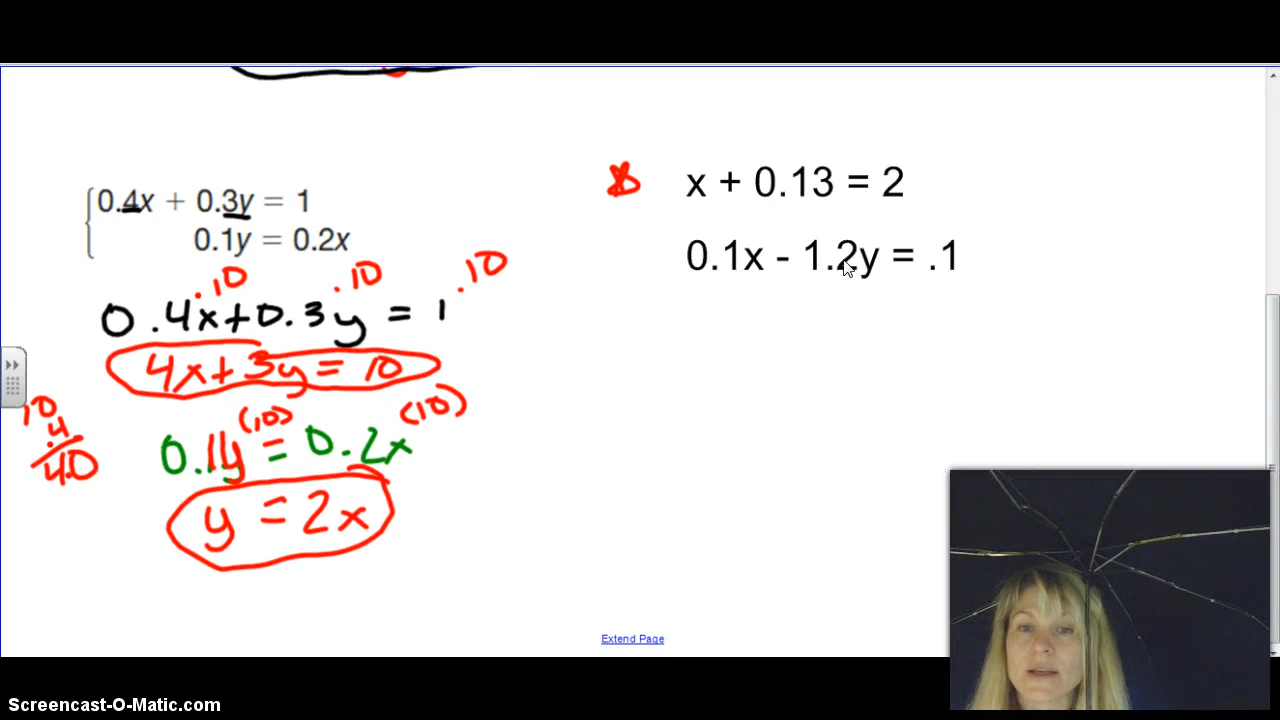 0.4x + 0.3y = 1
0.1y = 0.2x
.10 .10 .10
0.4x+0.3y = 1
4x+3y = 10
(10) (10)
0.1y = 0.2x
y = 2x
10
.4
4.0
x + 0.13 = 2
0.1x - 1.2y = .1
Extend Page
Screencast-O-Matic.com